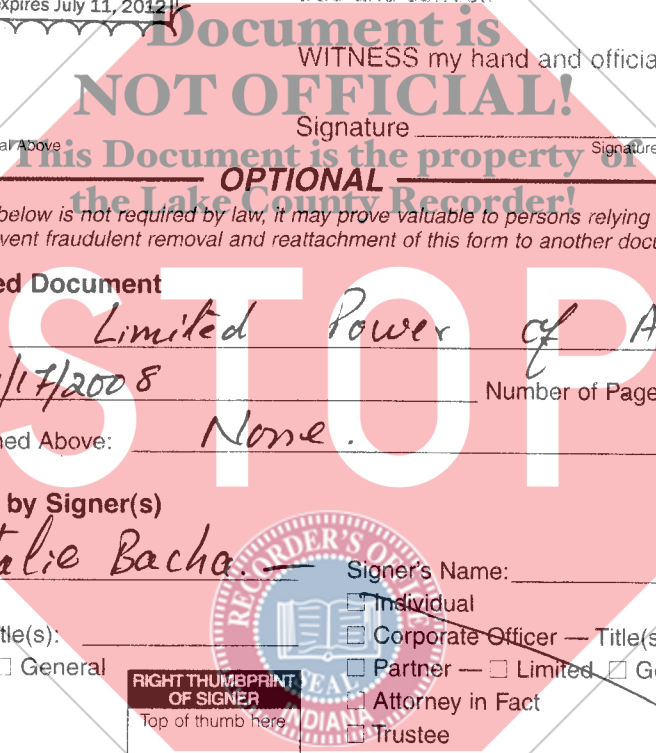 expires July 11, 2012
Document is
WITNESS my hand and officia
NOT OFFICIAL!
Signature
al Above
Signature
This Document is the property of
OPTIONAL
the Lake County Recorder!
below is not required by law, it may prove valuable to persons relying
vent fraudulent removal and reattachment of this form to another docu
ed Document
Limited Power of A
/17/2008
Number of Page
ned Above: None.
STOP
by Signer(s)
alie Bacha.
Signer's Name:
Individual
tle(s):
Corporate Officer — Title(s
General
Partner — Limited Ge
RIGHT THUMBPRINT
OF SIGNER
Attorney in Fact
Top of thumb here
Trustee
RECORDER'S OFFICE
SEAL
INDIANA